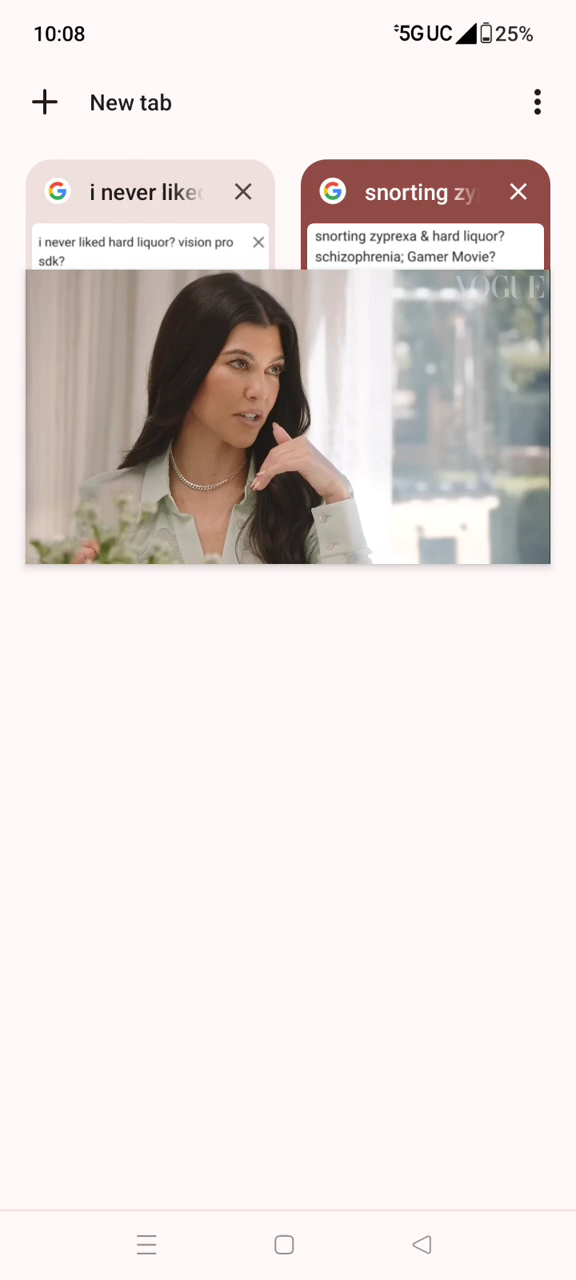 10:08 5G UC 25%
New tab
i never like
snorting zy
i never liked hard liquor? vision pro
sdk?
snorting zyprexa & hard liquor?
schizophrenia; Gamer Movie?
VOGUE